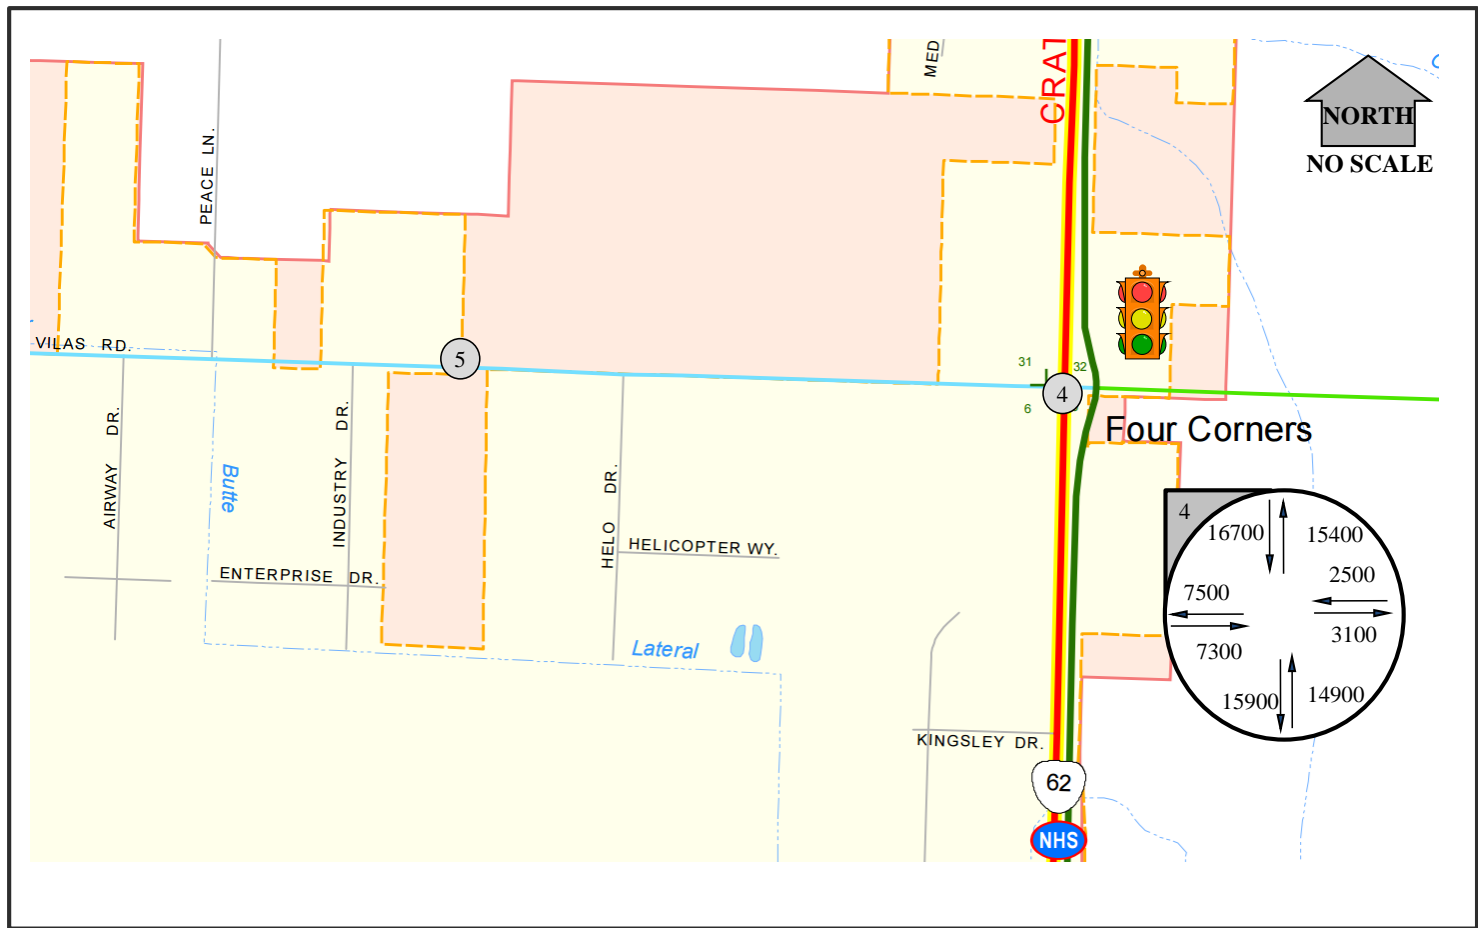 MED
CRAT
NORTH
NO SCALE
PEACE LN.
VILAS RD.
5
31
32
6
4
Four Corners
AIRWAY DR.
Butte
INDUSTRY DR.
HELO DR.
HELICOPTER WY.
ENTERPRISE DR.
Lateral
KINGSLEY DR.
62
NHS
4
16700
15400
7500
2500
7300
3100
15900
14900